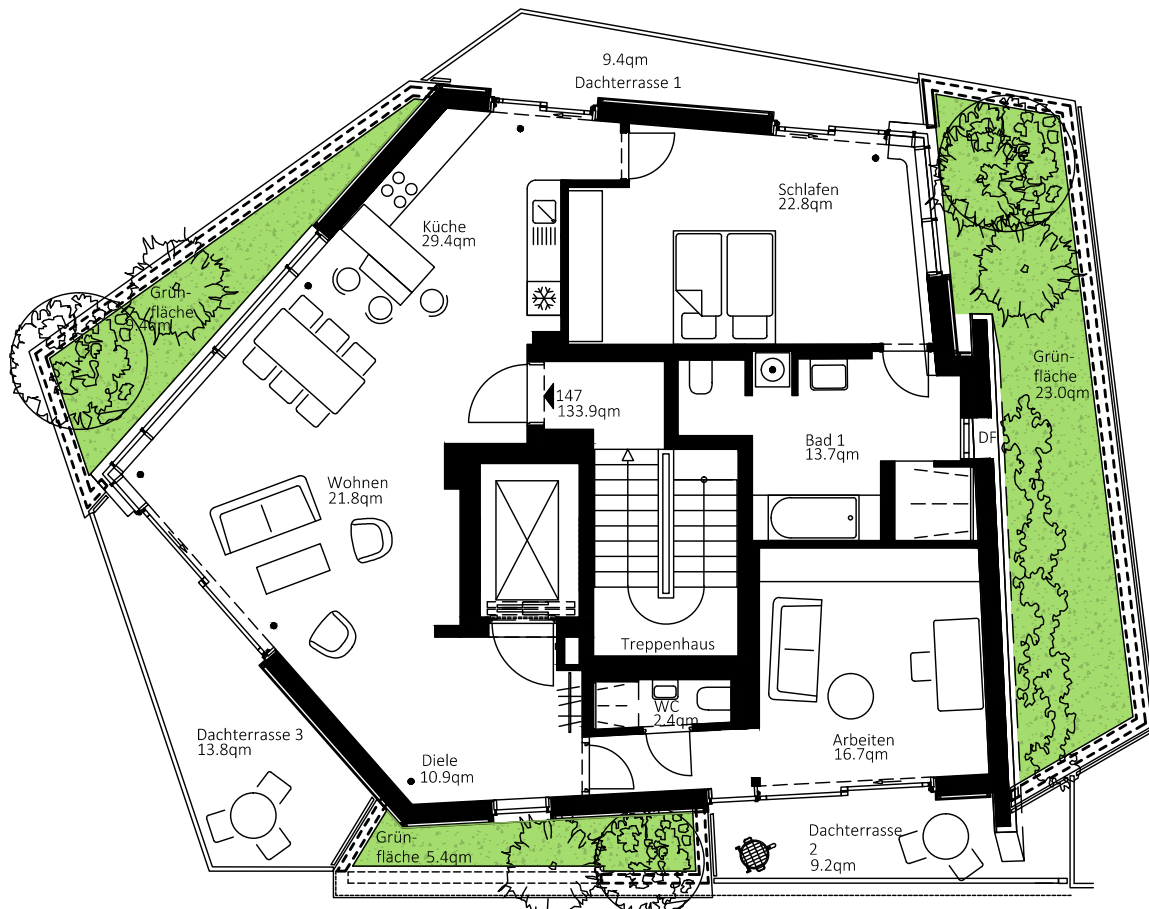 9.4qm
Dachterrasse 1
Schlafen
22.8qm
Küche
29.4qm
Grün-
fläche
9.4qm
Grün-
fläche
23.0qm
147
133.9qm
DF
Bad 1
13.7qm
Wohnen
21.8qm
Treppenhaus
WC
2.4qm
Dachterrasse 3
13.8qm
Arbeiten
16.7qm
Diele
10.9qm
Grün-
fläche 5.4qm
Dachterrasse
2
9.2qm